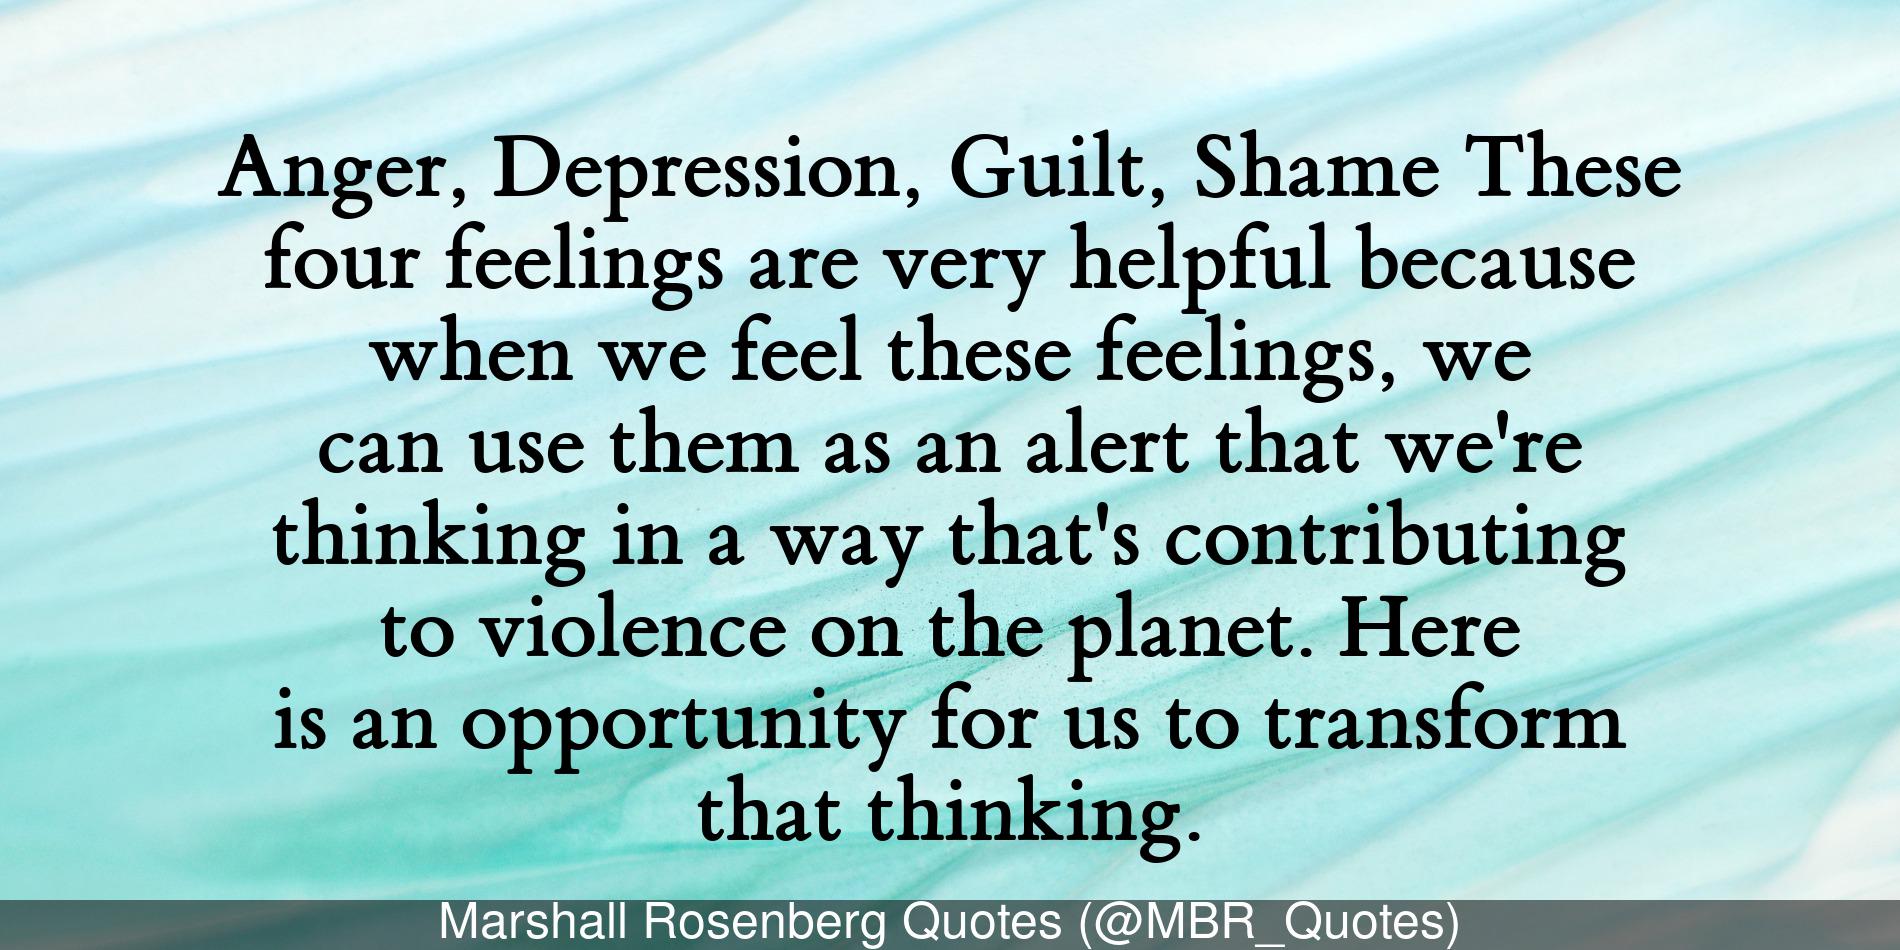 Anger, Depression, Guilt, Shame These
four feelings are very helpful because
when we feel these feelings, we
can use them as an alert that we're
thinking in a way that's contributing
to violence on the planet. Here
is an opportunity for us to transform
that thinking.
Marshall Rosenberg Quotes (@MBR_Quotes)